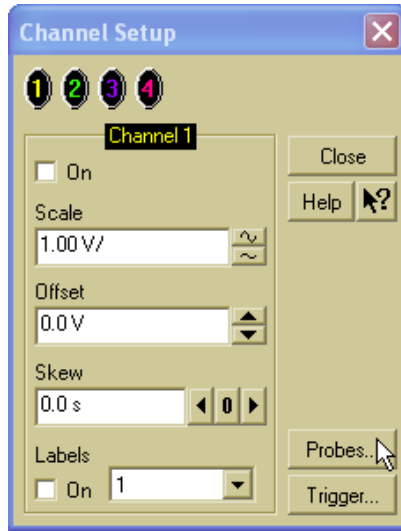 Channel Setup
1 2 3 4
Channel 1
On
Close
Help ?
Scale
1.00 V/
Offset
0.0 V
Skew
0.0 s
0
Labels
On 1
Probes...
Trigger...